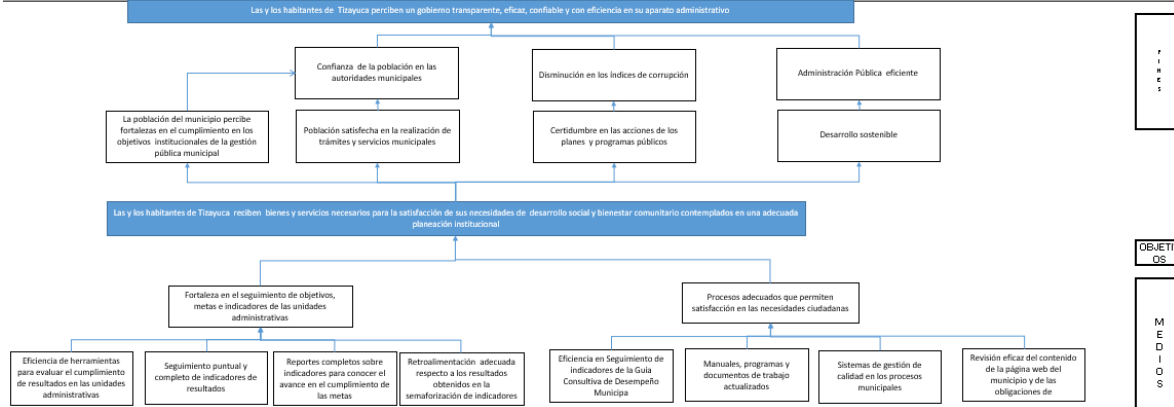 Las y los habitantes de Tizayuca perciben un gobierno transparente, eficaz, confiable y con eficiencia en su aparato administrativo
F
I
N
E
S
Confianza de la población en las
autoridades municipales
Disminución en los índices de corrupción
Administración Pública eficiente
La población del municipio percibe
fortalezas en el cumplimiento en los
objetivos institucionales de la gestión
pública municipal
Población satisfecha en la realización de
trámites y servicios municipales
Certidumbre en las acciones de los
planes y programas públicos
Desarrollo sostenible
Las y los habitantes de Tizayuca reciben bienes y servicios necesarios para la satisfacción de sus necesidades de desarrollo social y bienestar comunitario contemplados en una adecuada
planeación institucional
OBJETI
OS
Fortaleza en el seguimiento de objetivos,
metas e indicadores de las unidades
administrativas
Procesos adecuados que permiten
satisfacción en las necesidades ciudadanas
M
E
D
I
O
S
Eficiencia de herramientas
para evaluar el cumplimiento
de resultados en las unidades
administrativas
Seguimiento puntual y
completo de indicadores de
resultados
Reportes completos sobre
indicadores para conocer el
avance en el cumplimiento de
las metas
Retroalimentación adecuada
respecto a los resultados
obtenidos en la
semaforización de indicadores
Eficiencia en Seguimiento de
indicadores de la Guía
Consultiva de Desempeño
Municipa
Manuales, programas y
documentos de trabajo
actualizados
Sistemas de gestión de
calidad en los procesos
municipales
Revisión eficaz del contenido
de la página web del
municipio y de las
obligaciones de